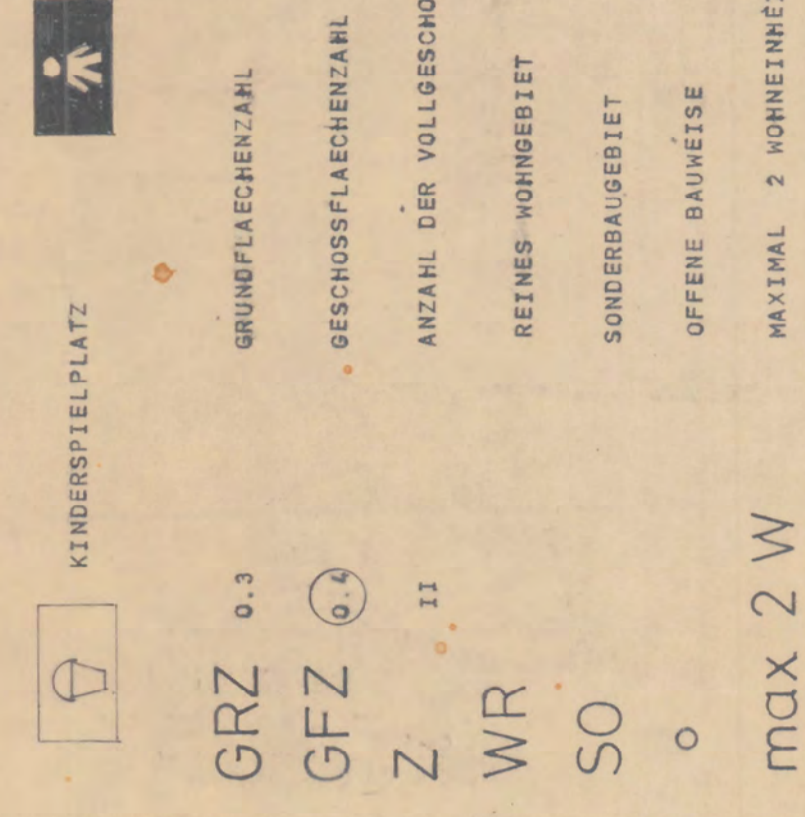 KINDERSPIELPLATZ
GRZ 0.3 GRUNDFLAECHENZAHL
GFZ 0.4 GESCHOSSFLAECHENZAHL
Z II ANZAHL DER VOLLGESCHO
WR REINES WOHNGEBIET
SO SONDERBAUGEBIET
o OFFENE BAUWEISE
max 2 W MAXIMAL 2 WOHNEINHEI